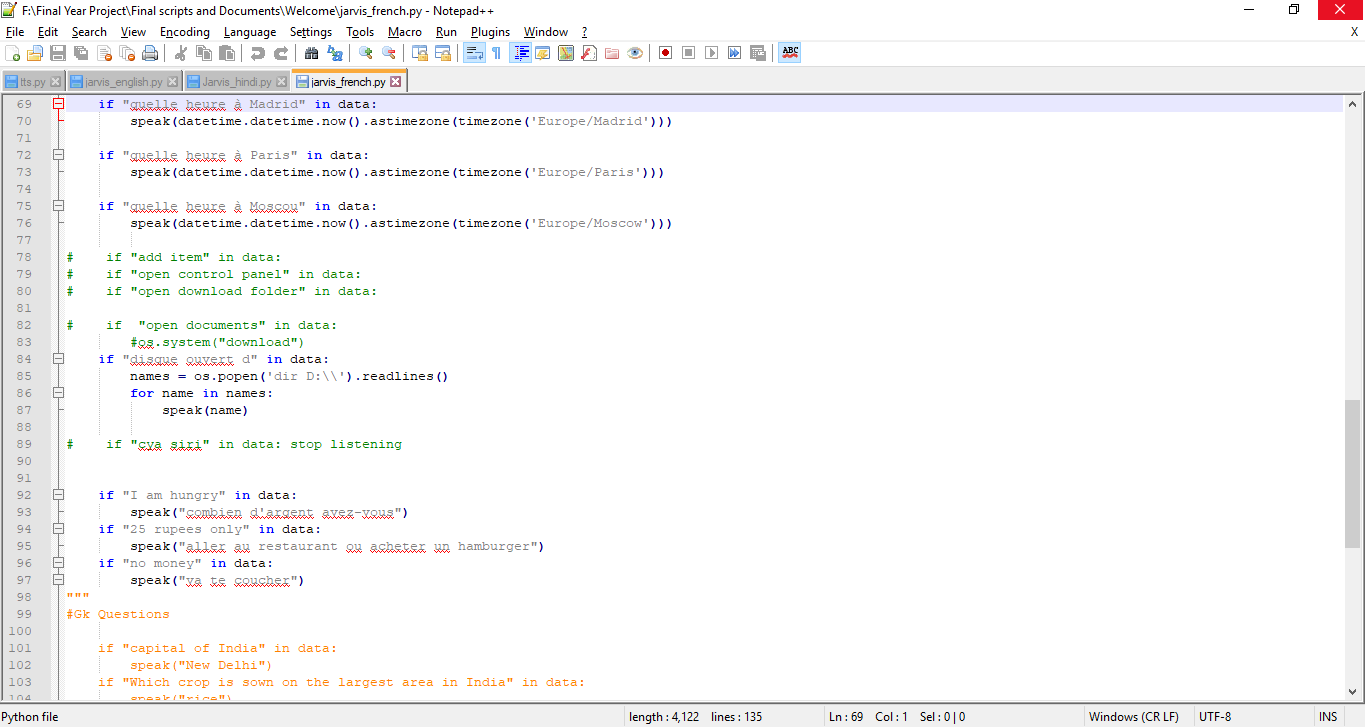 F:\Final Year Project\Final scripts and Documents\Welcome\jarvis_french.py - Notepad++
File Edit Search View Encoding Language Settings Tools Macro Run Plugins Window ? X
tts.py jarvis_english.py Jarvis_hindi.py jarvis_french.py
69 if "quelle heure à Madrid" in data:
70 speak(datetime.datetime.now().astimezone(timezone('Europe/Madrid')))
71
72 if "quelle heure à Paris" in data:
73 speak(datetime.datetime.now().astimezone(timezone('Europe/Paris')))
74
75 if "quelle heure à Moscou" in data:
76 speak(datetime.datetime.now().astimezone(timezone('Europe/Moscow')))
77
78 # if "add item" in data:
79 # if "open control panel" in data:
80 # if "open download folder" in data:
81
82 # if "open documents" in data:
83 #os.system("download")
84 if "disque ouvert d" in data:
85 names = os.popen('dir D:\\').readlines()
86 for name in names:
87 speak(name)
88
89 # if "cya siri" in data: stop listening
90
91
92 if "I am hungry" in data:
93 speak("combien d'argent avez-vous")
94 if "25 rupees only" in data:
95 speak("aller au restaurant ou acheter un hamburger")
96 if "no money" in data:
97 speak("va te coucher")
98 """
99 #Gk Questions
100
101 if "capital of India" in data:
102 speak("New Delhi")
103 if "Which crop is sown on the largest area in India" in data:
104 speak("rice")
Python file length : 4,122 lines : 135 Ln : 69 Col : 1 Sel : 0 | 0 Windows (CR LF) UTF-8 INS